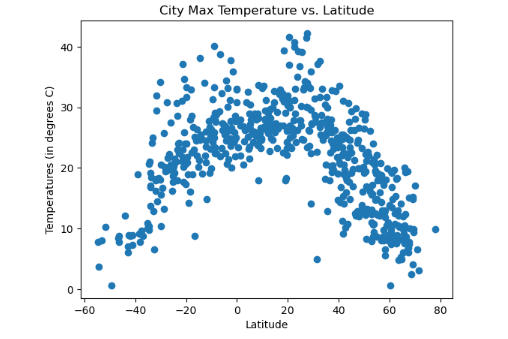 City Max Temperature vs. Latitude
Temperatures (in degrees C)
40
30
20
10
0
−60 −40 −20 0 20 40 60 80
Latitude